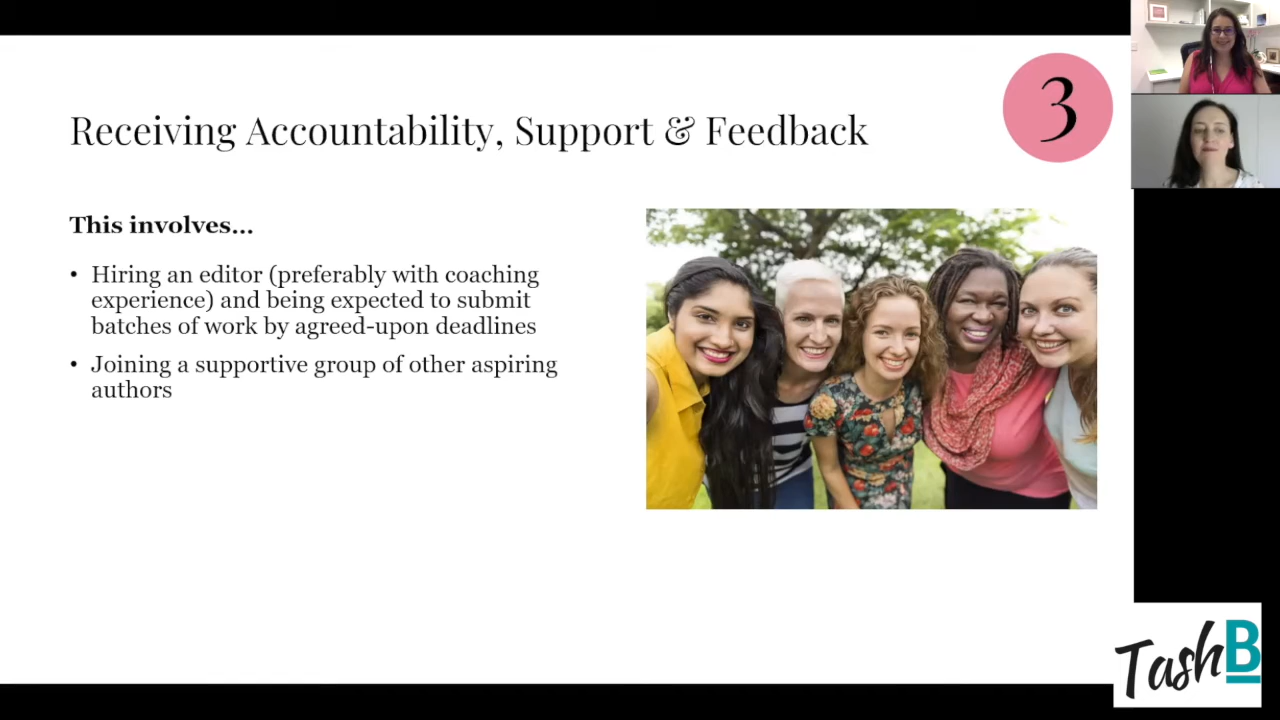 3
Receiving Accountability, Support & Feedback
This involves...
• Hiring an editor (preferably with coaching
experience) and being expected to submit
batches of work by agreed-upon deadlines
• Joining a supportive group of other aspiring
authors
TashB